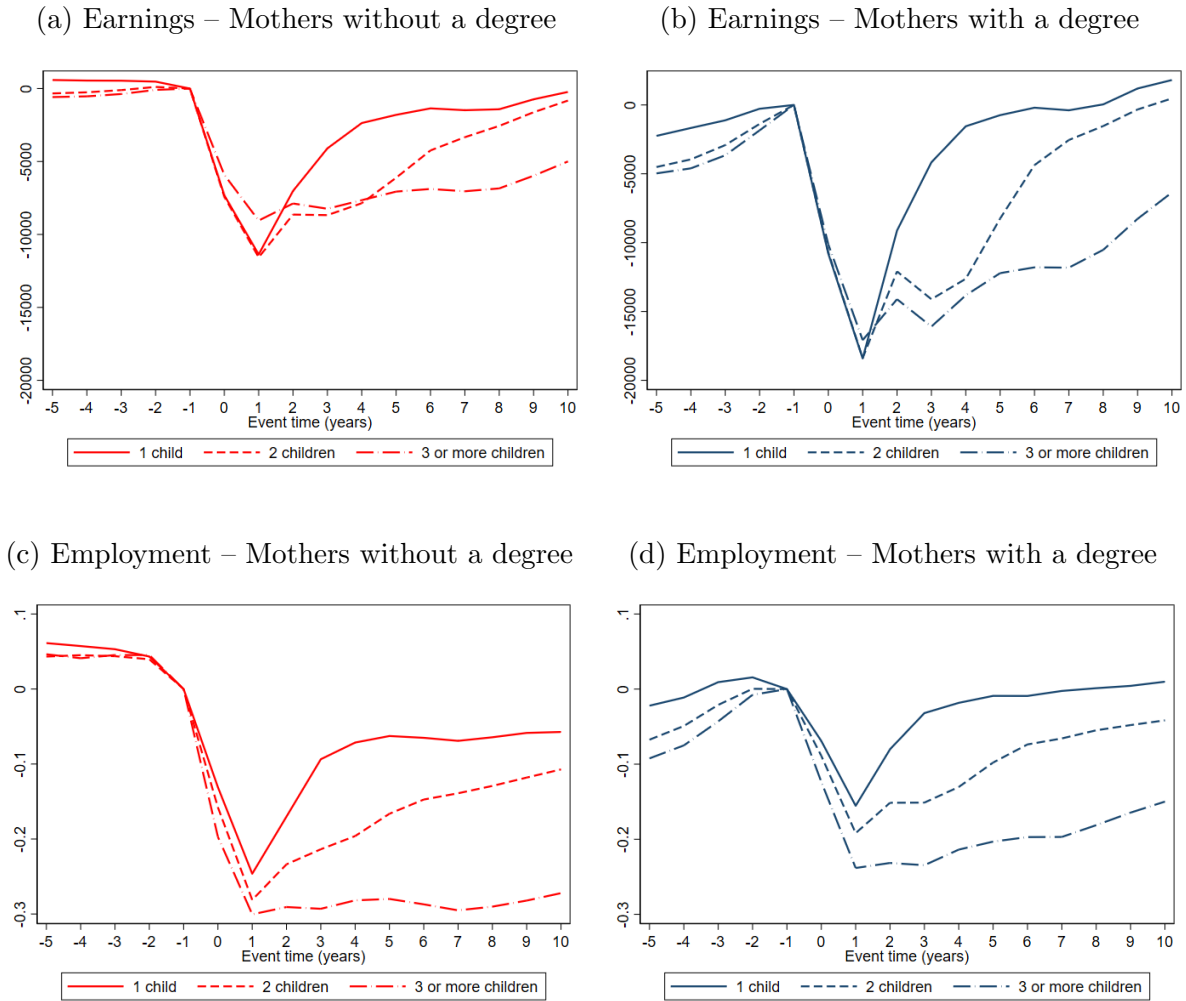 (a) Earnings – Mothers without a degree
0
-5000
-10000
-15000
-20000
-5 -4 -3 -2 -1 0 1 2 3 4 5 6 7 8 9 10
Event time (years)
1 child 2 children 3 or more children
(b) Earnings – Mothers with a degree
0
-5000
-10000
-15000
-20000
-5 -4 -3 -2 -1 0 1 2 3 4 5 6 7 8 9 10
Event time (years)
1 child 2 children 3 or more children
(c) Employment – Mothers without a degree
.1
0
-0.1
-0.2
-0.3
-5 -4 -3 -2 -1 0 1 2 3 4 5 6 7 8 9 10
Event time (years)
1 child 2 children 3 or more children
(d) Employment – Mothers with a degree
.1
0
-0.1
-0.2
-0.3
-5 -4 -3 -2 -1 0 1 2 3 4 5 6 7 8 9 10
Event time (years)
1 child 2 children 3 or more children